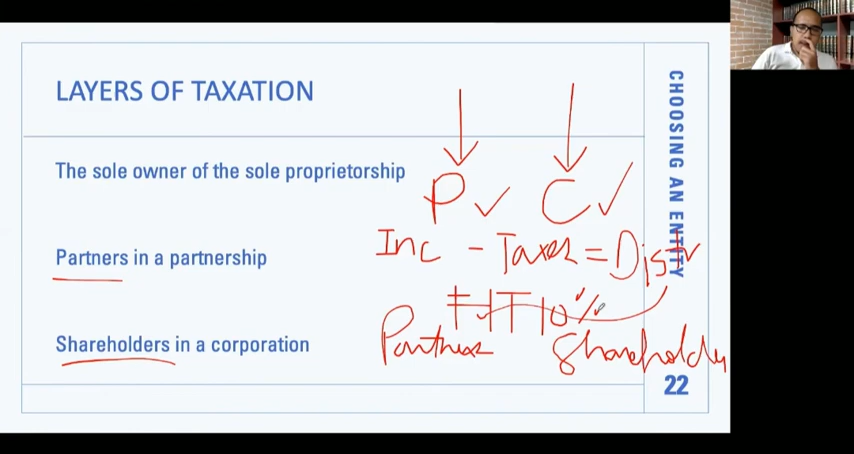 LAYERS OF TAXATION
The sole owner of the sole proprietorship
P ✓ C ✓
Inc - Taxes = Distr
Partners in a partnership
10%
Partners Shareholders
Shareholders in a corporation
CHOOSING AN ENTITY
22